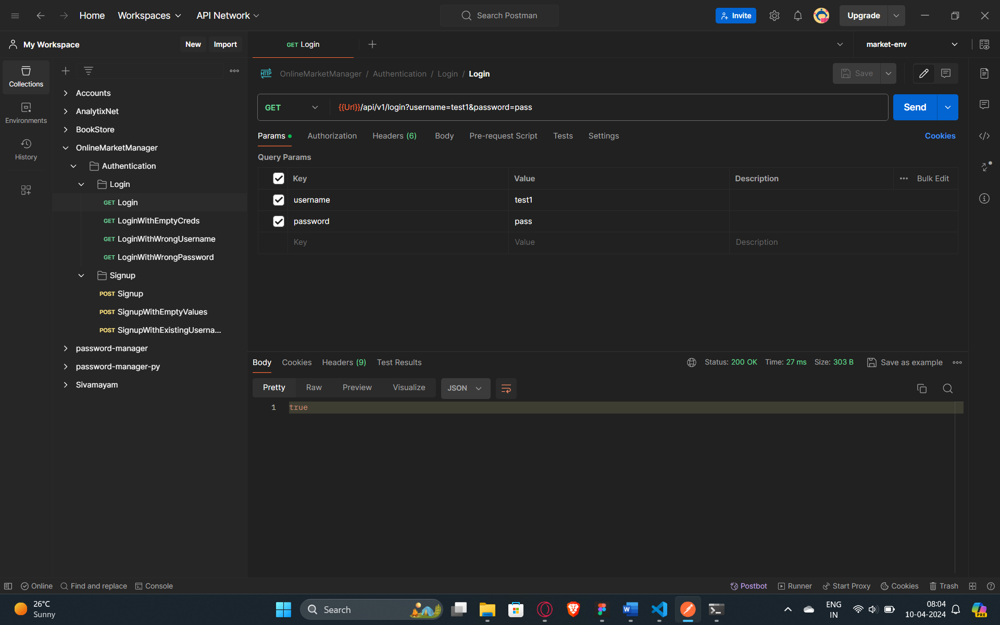 Home Workspaces API Network Search Postman Invite Upgrade
My Workspace New Import GET Login market-env
Collections
Environments
History
Accounts
AnalytixNet
BookStore
OnlineMarketManager
Authentication
Login
GET Login
GET LoginWithEmptyCreds
GET LoginWithWrongUsername
GET LoginWithWrongPassword
Signup
POST Signup
POST SignupWithEmptyValues
POST SignupWithExistingUserna...
password-manager
password-manager-py
Sivamayam
HTTP OnlineMarketManager / Authentication / Login / Login Save
GET {{Url}}/api/v1/login?username=test1&password=pass Send
Params Authorization Headers (6) Body Pre-request Script Tests Settings Cookies
Query Params
Key Value Description Bulk Edit
username test1
password pass
Key Value Description
Body Cookies Headers (9) Test Results Status: 200 OK Time: 27 ms Size: 303 B Save as example
Pretty Raw Preview Visualize JSON
1 true
Online Find and replace Console Postbot Runner Start Proxy Cookies Trash
26°C
Sunny
Search
W
PRE
ENG
IN
08:04
10-04-2024